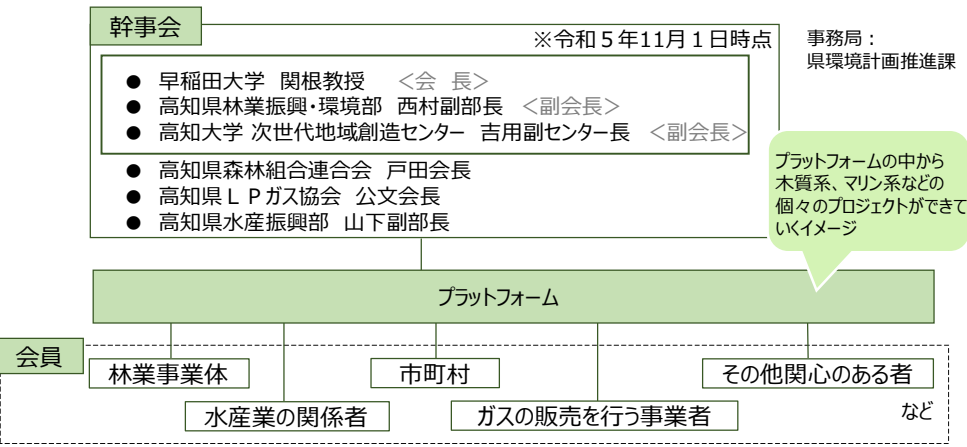 幹事会
※令和５年11月１日時点
事務局：
県環境計画推進課
● 早稲田大学 関根教授 ＜会 長＞
● 高知県林業振興・環境部 西村副部長 ＜副会長＞
● 高知大学 次世代地域創造センター 吉用副センター長 ＜副会長＞
● 高知県森林組合連合会 戸田会長
● 高知県ＬＰガス協会 公文会長
● 高知県水産振興部 山下副部長
プラットフォームの中から
木質系、マリン系などの
個々のプロジェクトができて
いくイメージ
プラットフォーム
会員
林業事業体
市町村
その他関心のある者
水産業の関係者
ガスの販売を行う事業者
など